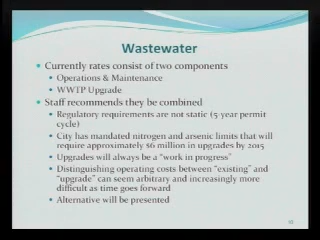 Wastewater
Currently rates consist of two components
Operations & Maintenance
WWTP Upgrade
Staff recommends they be combined
Regulatory requirements are not static (5 year permit
cycle)
City has mandated nitrogen and arsenic limits that will
require approximately $6 million in upgrades by 2015
Upgrades will always be a "work in progress"
Distinguishing operating costs between "existing" and
"upgrade" can seem arbitrary and increasingly more
difficult as time goes forward
Alternative will be presented